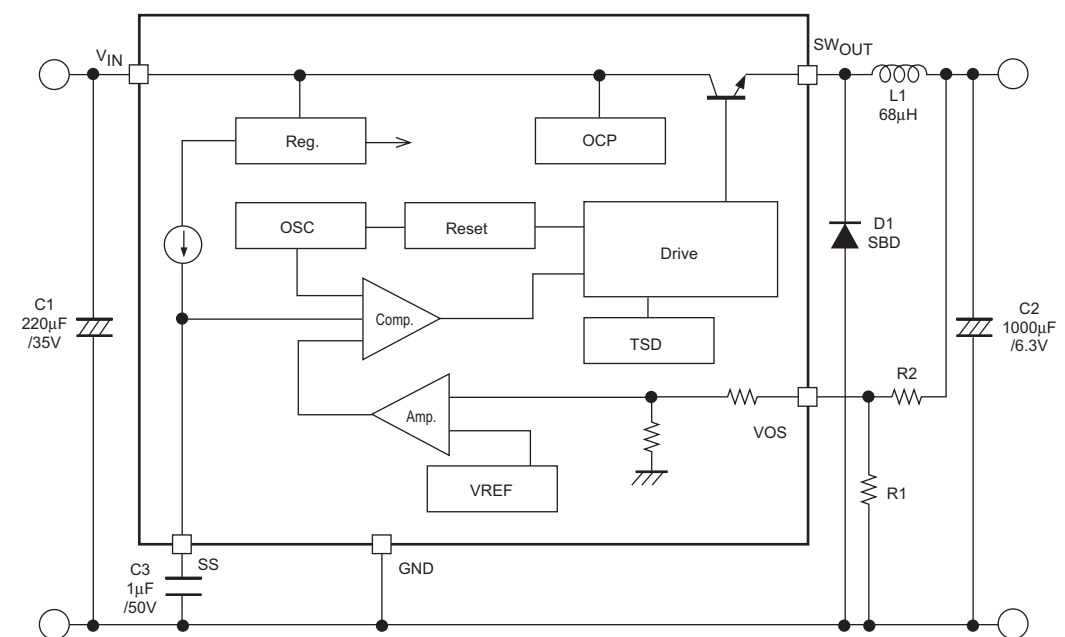 VIN
SWOUT
L1
68μH
Reg.
OCP
OSC
Reset
Drive
D1
SBD
C1
220μF
/35V
Comp.
TSD
C2
1000μF
/6.3V
R2
Amp.
VOS
VREF
R1
SS
GND
C3
1μF
/50V